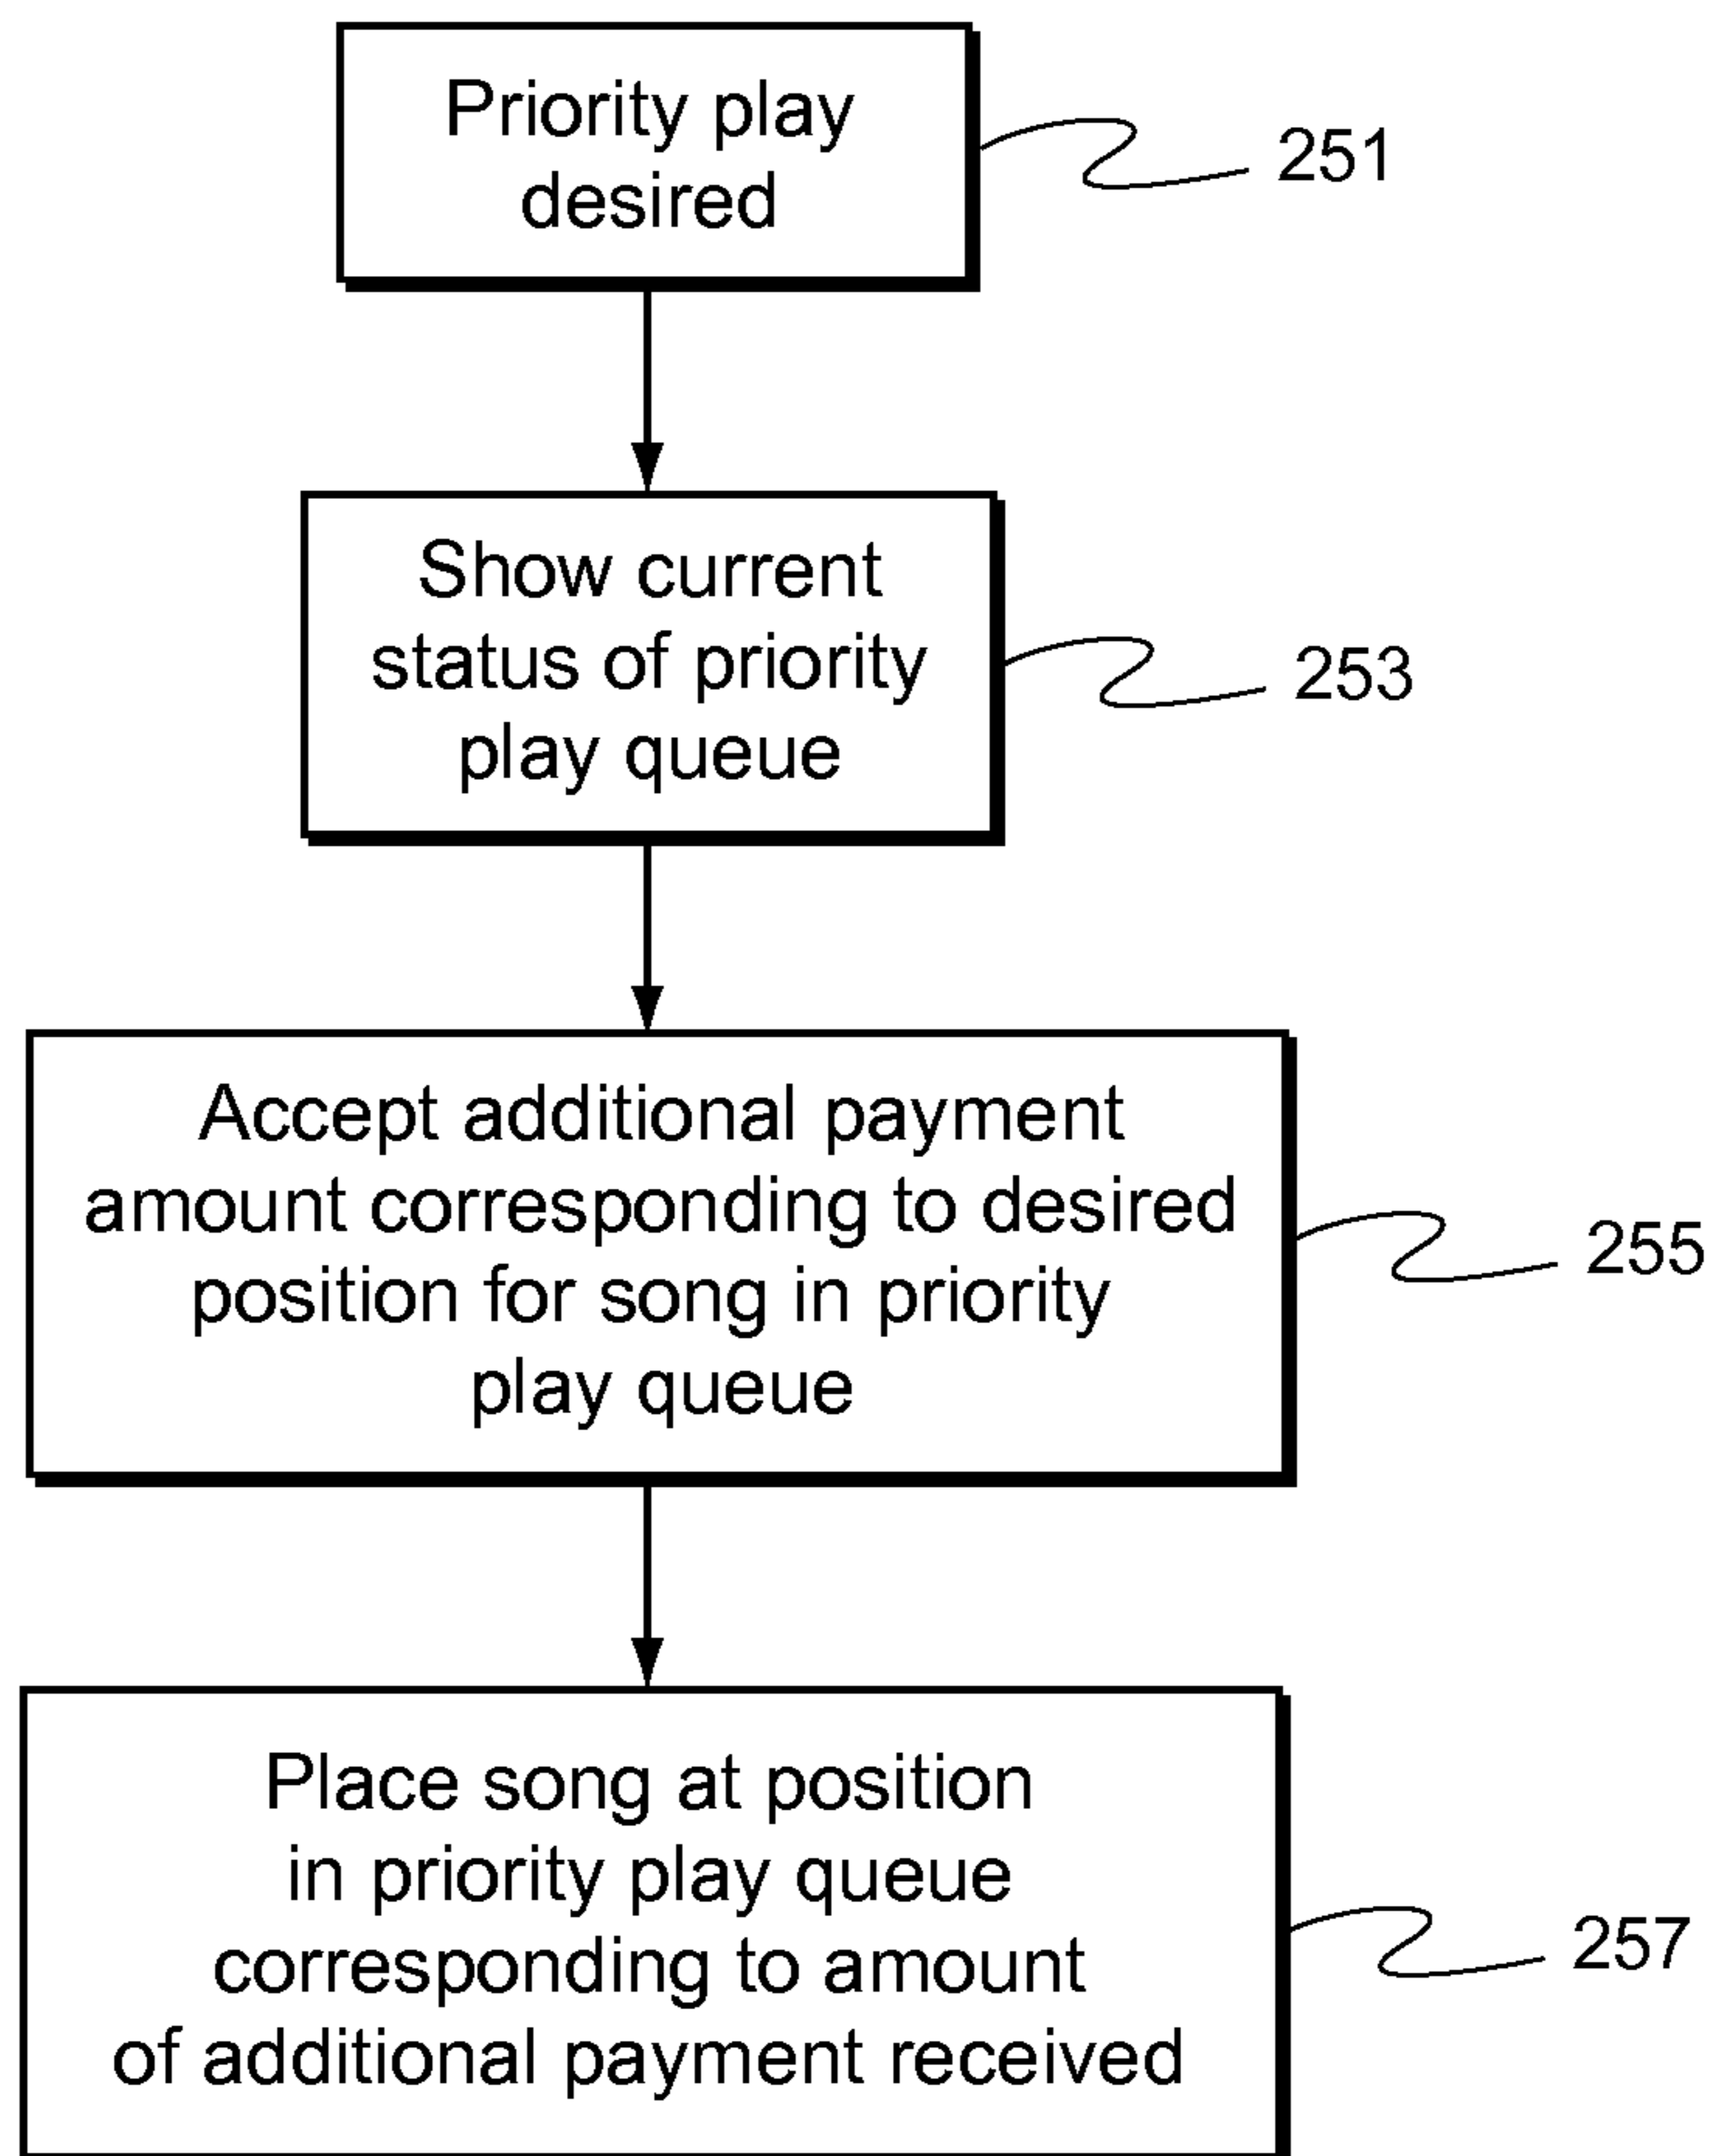 Priority play
desired
251
Show current
status of priority
play queue
253
Accept additional payment
amount corresponding to desired
position for song in priority
play queue
255
Place song at position
in priority play queue
corresponding to amount
of additional payment received
257